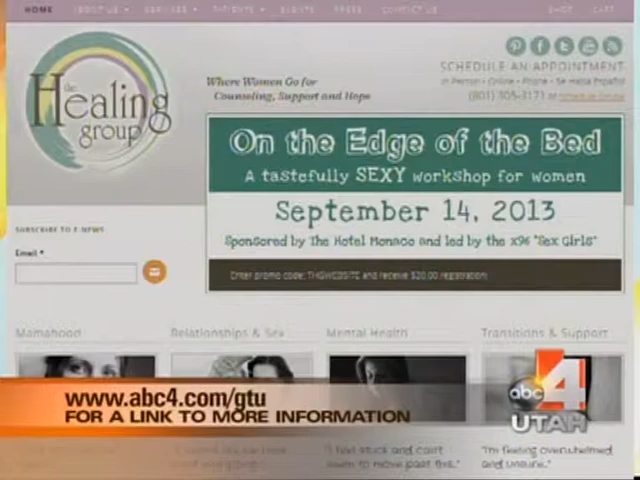 HOME ABOUT US SERVICES PATIENTS EVENTS PRESS CONTACT US SHOP CART
the
Healing
group
Where Women Go for
Counseling, Support and Hope
SCHEDULE AN APPOINTMENT
In Person • Online • Phone • Se Habla Español
(801) 305-3171 or Schedule Online
On the Edge of the Bed
A tastefully SEXY workshop for women
September 14, 2013
Sponsored by The Hotel Monaco and led by the X96 "Sex Girls"
Enter promo code: THGWEBSITE and receive $20.00 registration!
SUBSCRIBE TO E-NEWS
Email *
Mamahood
Relationships & Sex
Mental Health
Transitions & Support
www.abc4.com/gtu
FOR A LINK TO MORE INFORMATION
abc 4
UTAH
"I feel stuck and can't
seem to move past this."
"I'm feeling overwhelmed
and unsure."